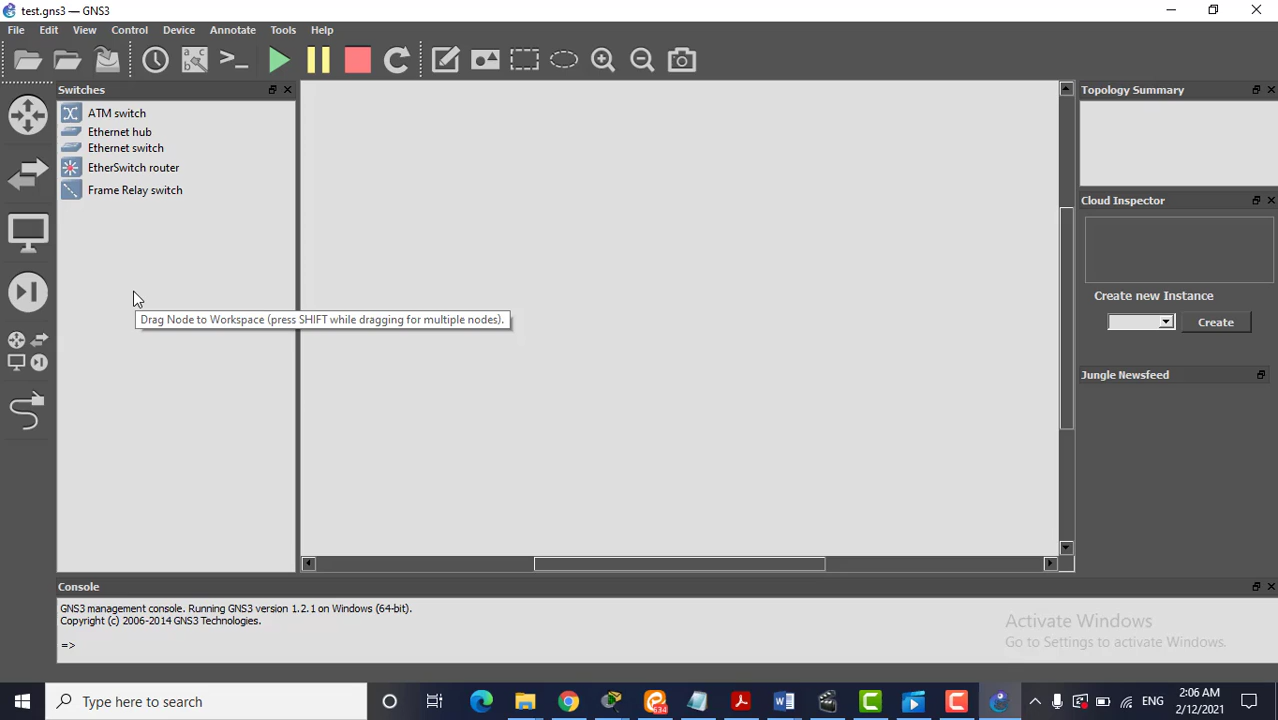 test.gns3 — GNS3
File Edit View Control Device Annotate Tools Help
Switches
ATM switch
Ethernet hub
Ethernet switch
EtherSwitch router
Frame Relay switch
Drag Node to Workspace (press SHIFT while dragging for multiple nodes).
Topology Summary
Cloud Inspector
Create new Instance
Create
Jungle Newsfeed
Console
GNS3 management console. Running GNS3 version 1.2.1 on Windows (64-bit).
Copyright (c) 2006-2014 GNS3 Technologies.
=>
Activate Windows
Go to Settings to activate Windows.
Type here to search
634
ENG
2:06 AM
2/12/2021